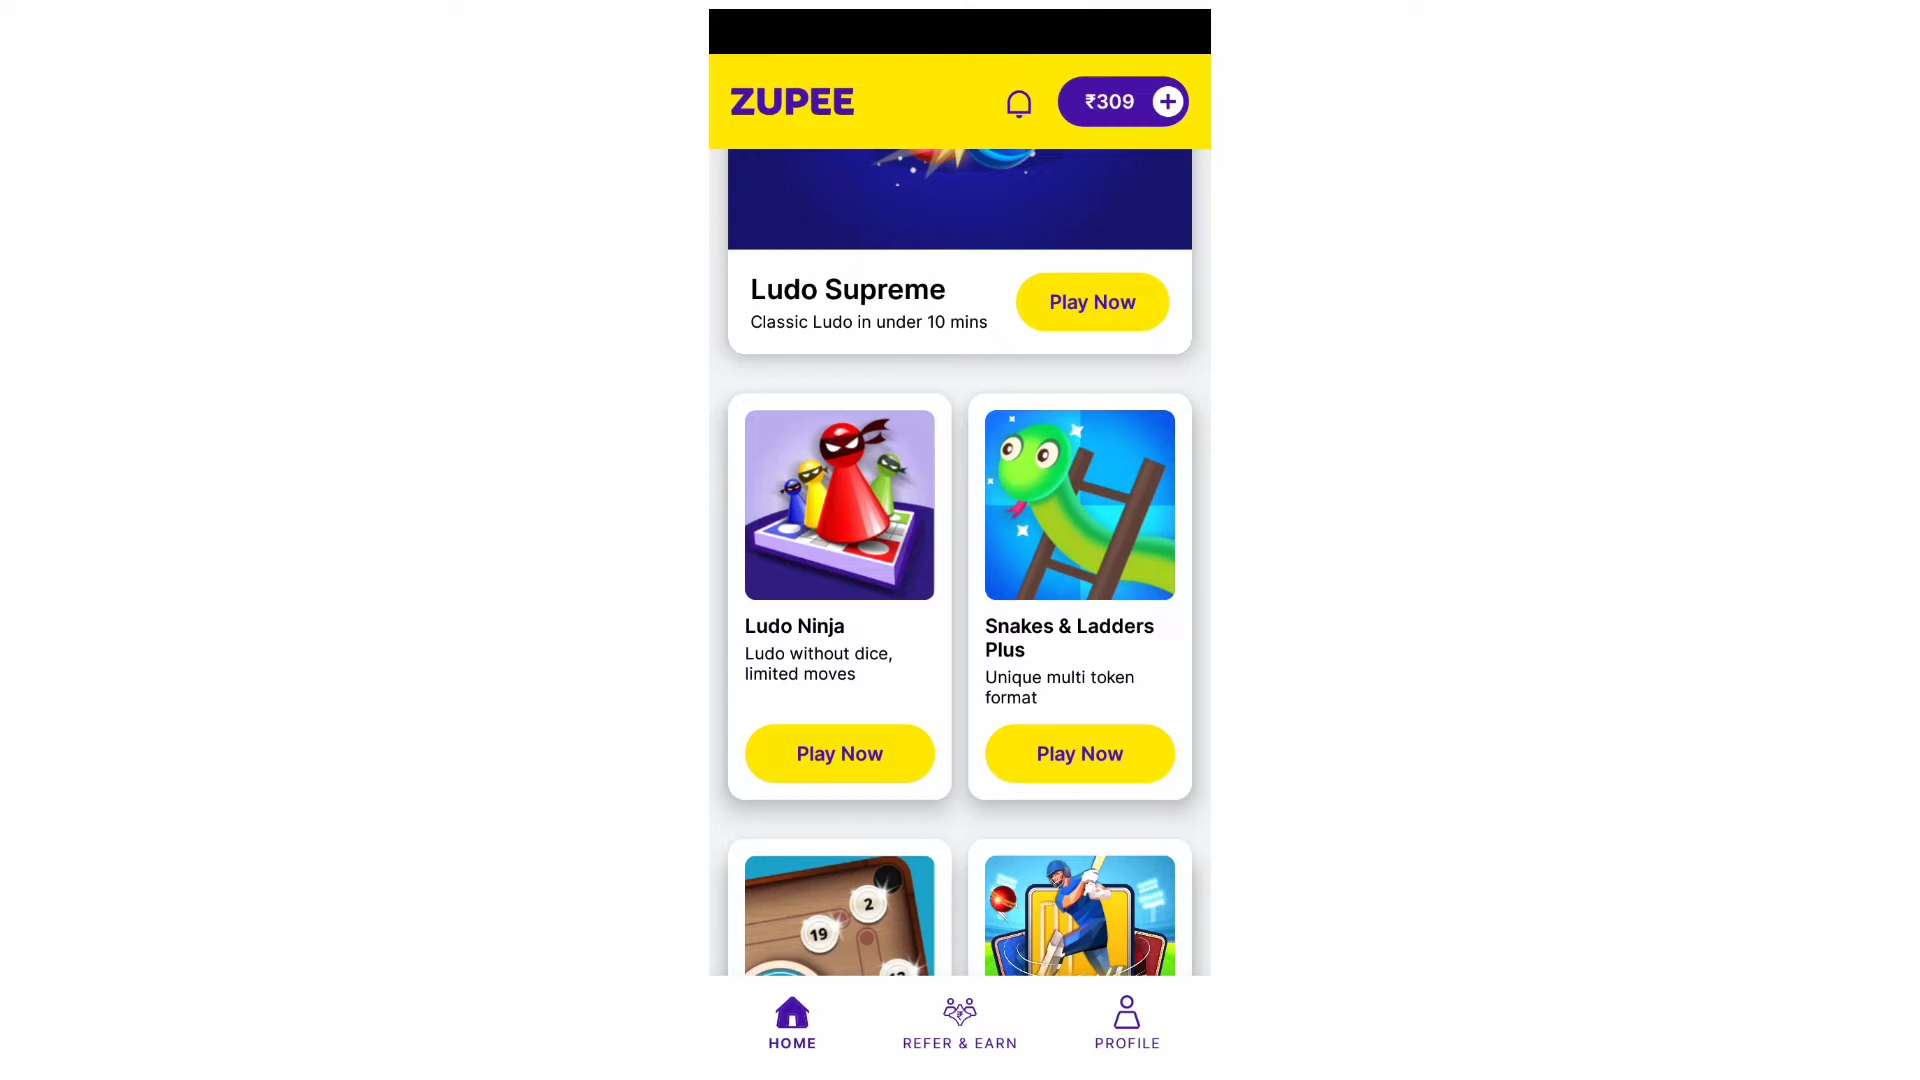 ZUPEE
₹309
Ludo Supreme
Classic Ludo in under 10 mins
Play Now
Ludo Ninja
Ludo without dice,
limited moves
Play Now
Snakes & Ladders
Plus
Unique multi token
format
Play Now
2
19
HOME
REFER & EARN
PROFILE